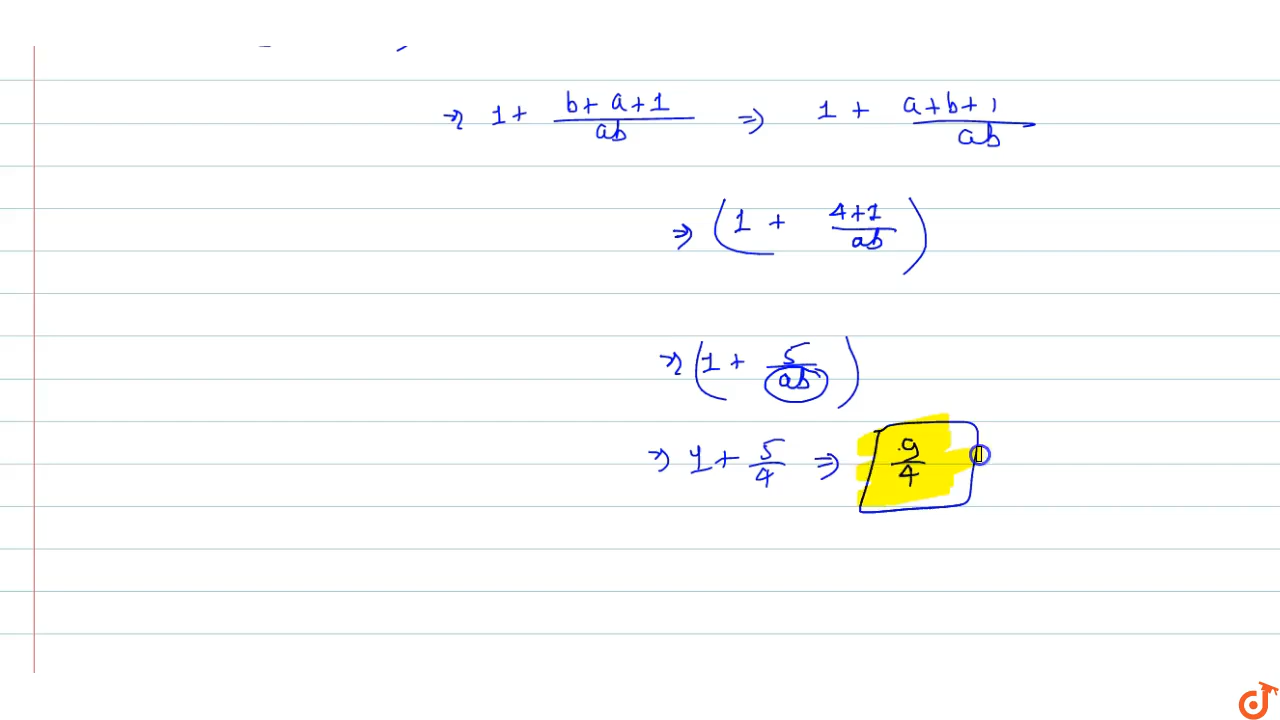 ⇒ 1 + (b+a+1)/ab ⇒ 1 + (a+b+1)/ab
⇒ (1 + (4+1)/ab)
⇒ (1 + 5/ab)
⇒ 1 + 5/4 ⇒ 9/4